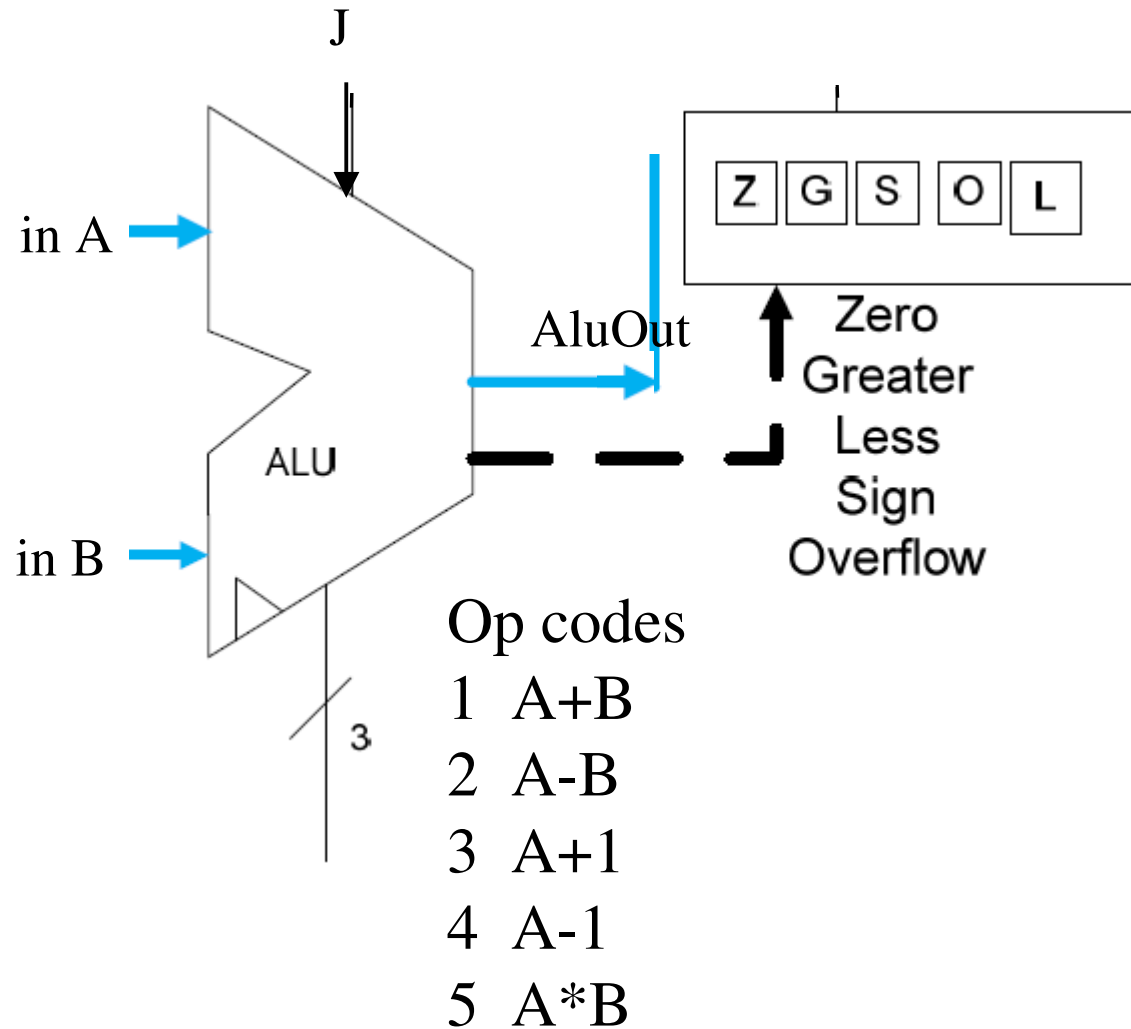 J
in A
Z G S O L
AluOut
Zero
Greater
Less
Sign
Overflow
ALU
in B
3
Op codes
1 A+B
2 A-B
3 A+1
4 A-1
5 A*B